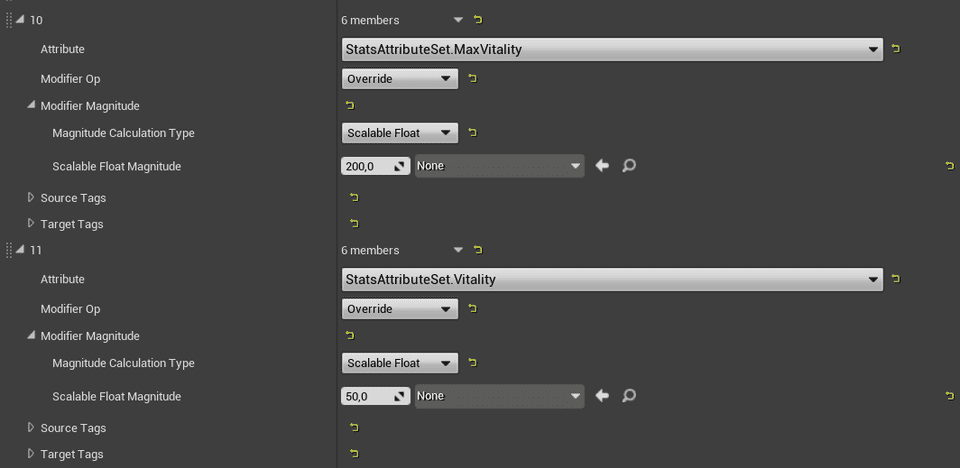 10 6 members
Attribute StatsAttributeSet.MaxVitality
Modifier Op Override
Modifier Magnitude
Magnitude Calculation Type Scalable Float
Scalable Float Magnitude 200,0 None
Source Tags
Target Tags
11 6 members
Attribute StatsAttributeSet.Vitality
Modifier Op Override
Modifier Magnitude
Magnitude Calculation Type Scalable Float
Scalable Float Magnitude 50,0 None
Source Tags
Target Tags